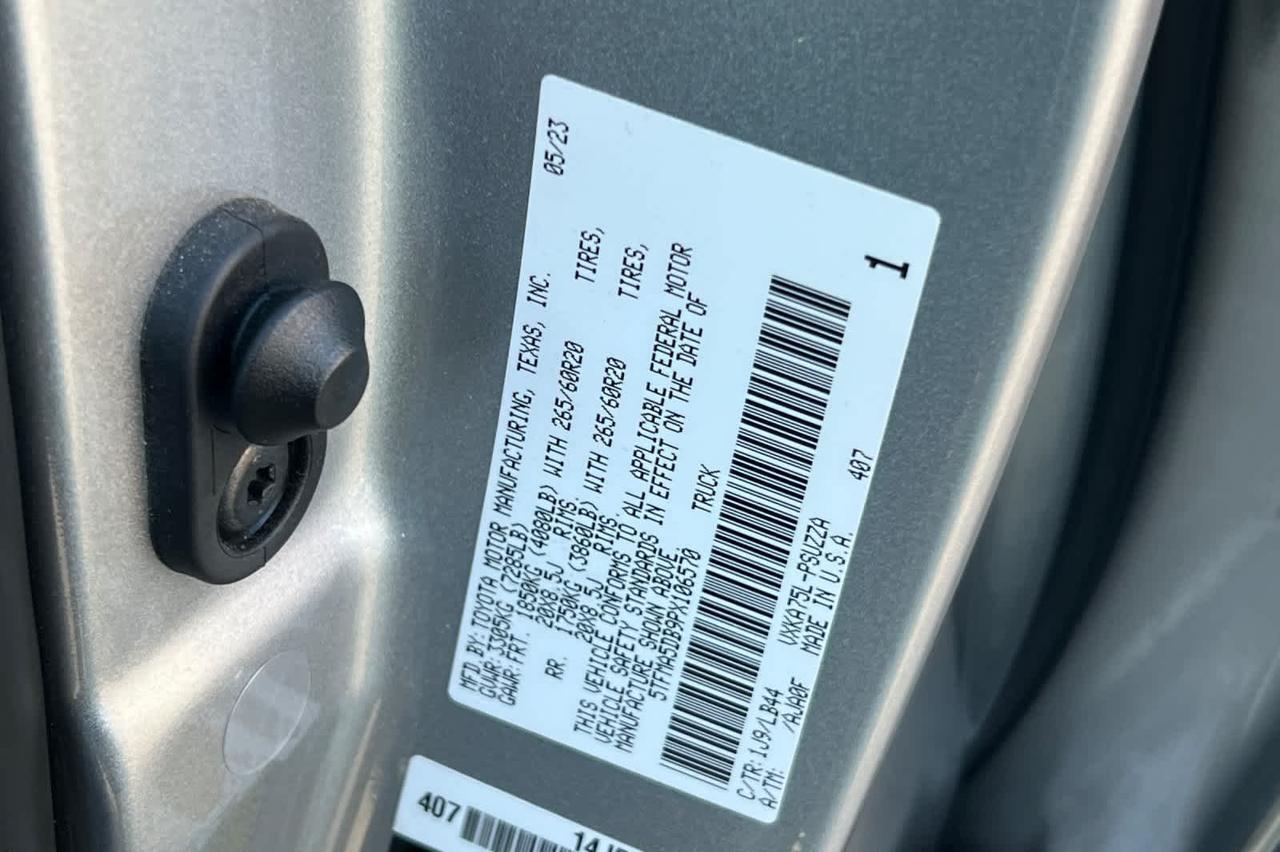 MFD.BY:TOYOTA MOTOR MANUFACTURING, TEXAS, INC. 05/23
GVWR:3305KG (7285LB)
GAWR:FRT. 1850KG (4080LB) WITH 265/60R20 TIRES,
20X8.5J RIMS
RR. 1750KG (3860LB) WITH 265/60R20 TIRES,
20X8.5J RIMS.
THIS VEHICLE CONFORMS TO ALL APPLICABLE FEDERAL MOTOR
VEHICLE SAFETY STANDARDS IN EFFECT ON THE DATE OF
MANUFACTURE SHOWN ABOVE.
5TFMA5DB9PX106570 TRUCK
1
C/TR:1J9/LB44 VXKA75L-PSUZZA 407
A/TM: /AJA0F MADE IN U.S.A.
407